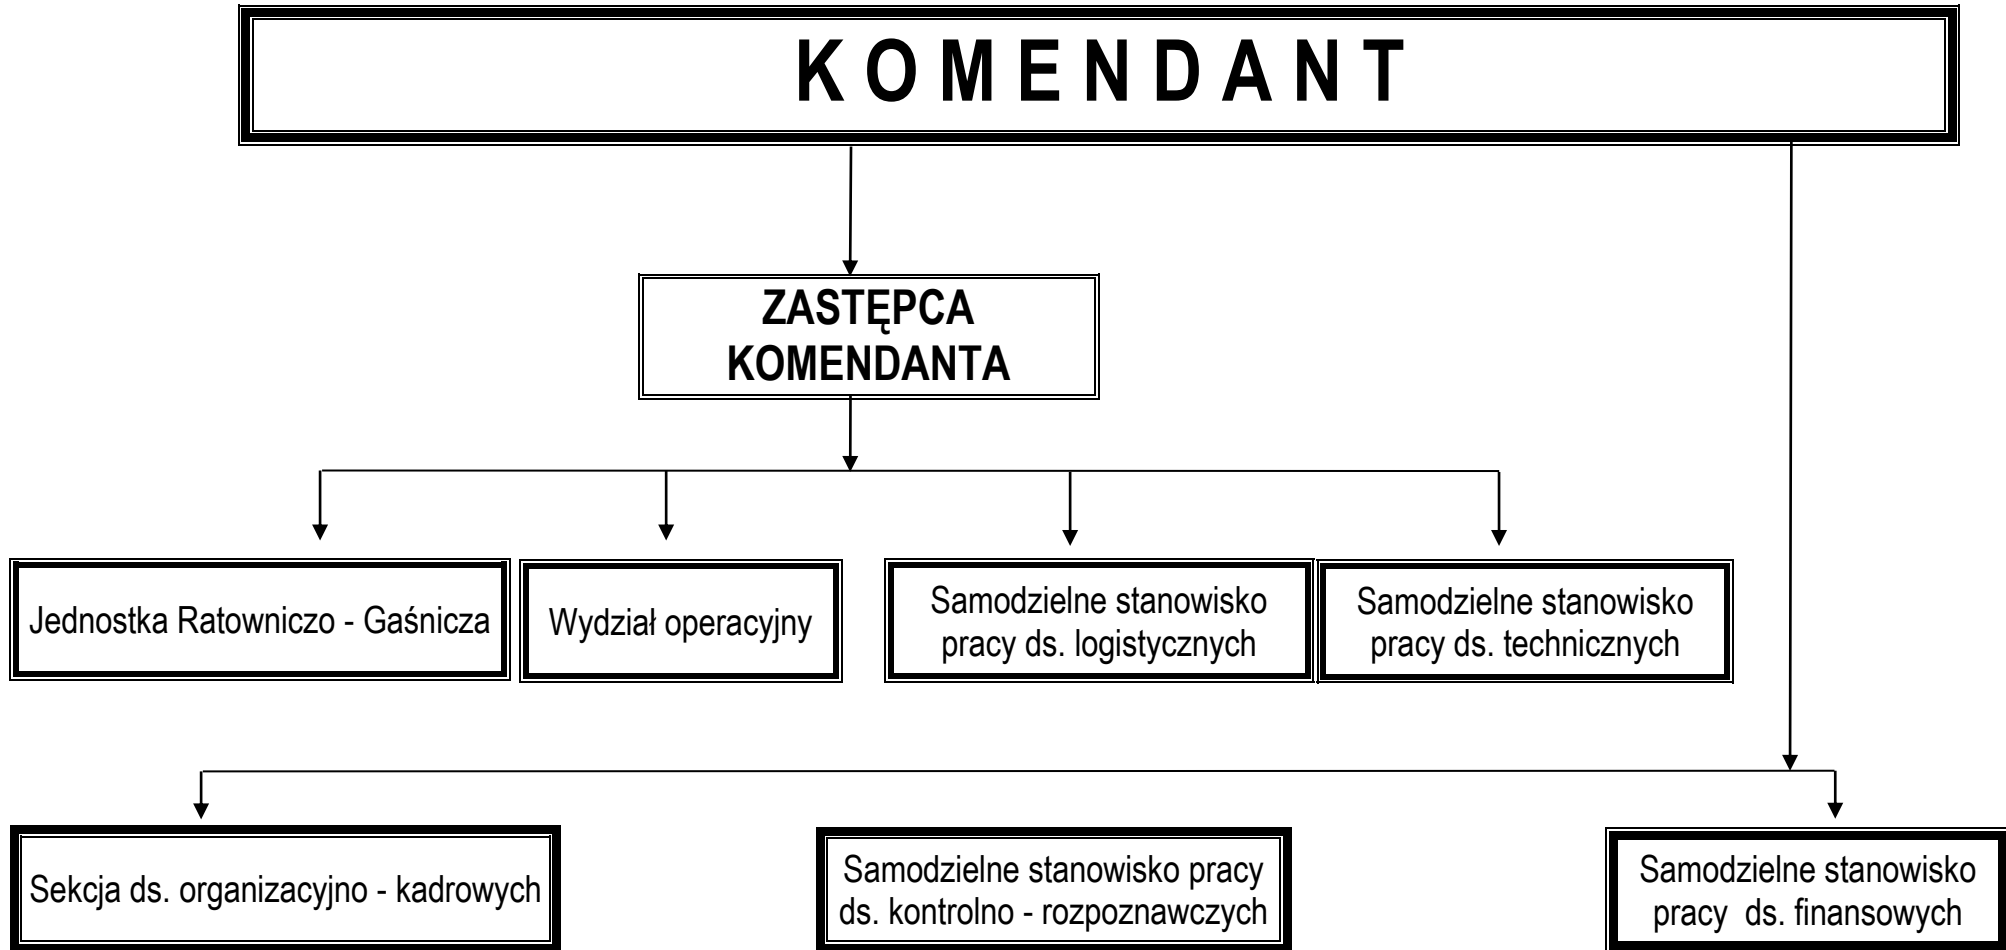 K O M E N D A N T
ZASTĘPCA
KOMENDANTA
Jednostka Ratowniczo - Gaśnicza
Wydział operacyjny
Samodzielne stanowisko
pracy ds. logistycznych
Samodzielne stanowisko
pracy ds. technicznych
Sekcja ds. organizacyjno - kadrowych
Samodzielne stanowisko pracy
ds. kontrolno - rozpoznawczych
Samodzielne stanowisko
pracy ds. finansowych